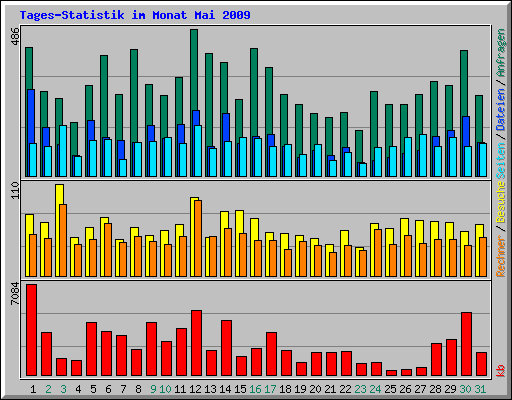 Tages-Statistik im Monat Mai 2009
486
110
7084
Rechner / Besuche Seiten / Dateien / Anfragen
kb
1 2 3 4 5 6 7 8 9 10 11 12 13 14 15 16 17 18 19 20 21 22 23 24 25 26 27 28 29 30 31